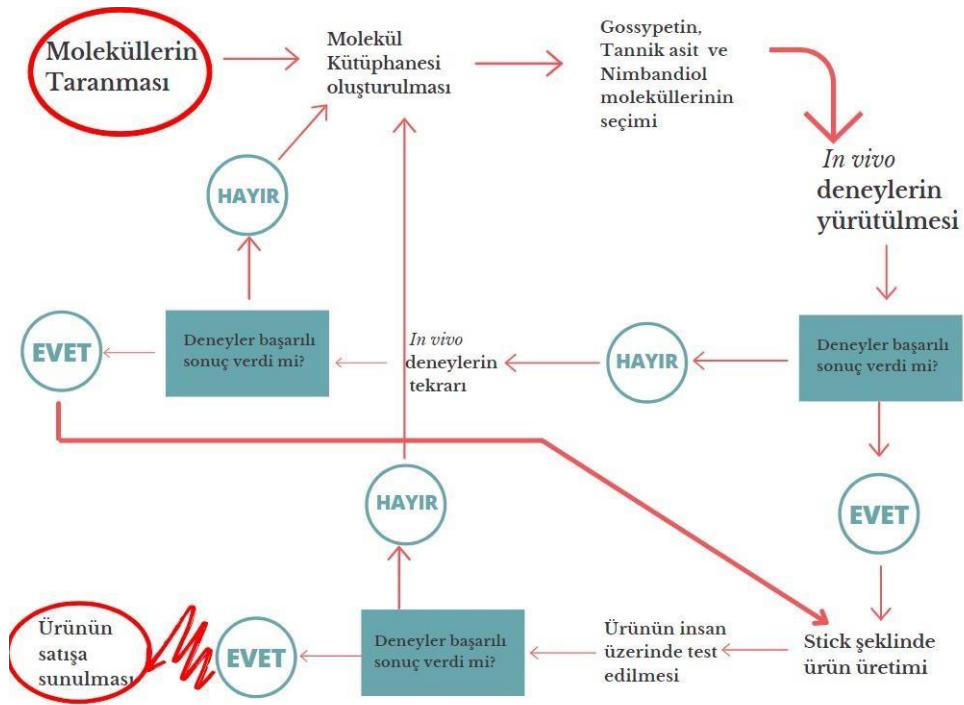 Moleküllerin
Taranması
Molekül
Kütüphanesi
oluşturulması
Gossypetin,
Tannik asit ve
Nimbandiol
moleküllerinin
seçimi
In vivo
deneylerin
yürütülmesi
HAYIR
EVET
Deneyler başarılı
sonuç verdi mi?
In vivo
deneylerin
tekrarı
HAYIR
Deneyler başarılı
sonuç verdi mi?
HAYIR
EVET
Ürünün
satışa
sunulması
EVET
Deneyler başarılı
sonuç verdi mi?
Ürünün insan
üzerinde test
edilmesi
Stick şeklinde
ürün üretimi